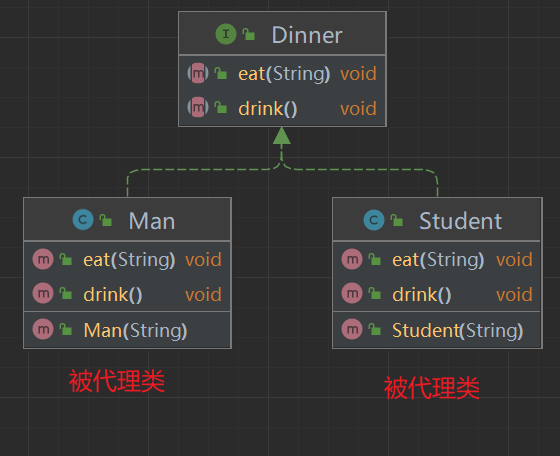 Dinner
eat(String) void
drink() void
Man
eat(String) void
drink() void
Man(String)
被代理类
Student
eat(String) void
drink() void
Student(String)
被代理类